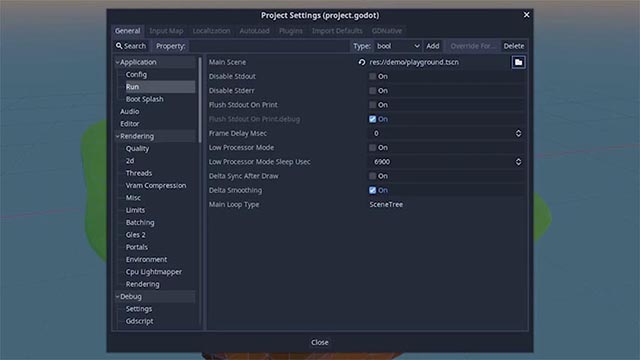 Project Settings (project.godot)
General Input Map Localization AutoLoad Plugins Import Defaults GDNative
Search Property: Type: bool Add Override For... Delete
Application
Config
Run
Boot Splash
Audio
Editor
Rendering
Quality
2d
Threads
Vram Compression
Misc
Limits
Batching
Gles 2
Portals
Environment
Cpu Lightmapper
Rendering
Debug
Settings
Gdscript
Main Scene res://demo/playground.tscn
Disable Stdout On
Disable Stderr On
Flush Stdout On Print On
Flush Stdout On Print.debug On
Frame Delay Msec 0
Low Processor Mode On
Low Processor Mode Sleep Usec 6900
Delta Sync After Draw On
Delta Smoothing On
Main Loop Type SceneTree
Close